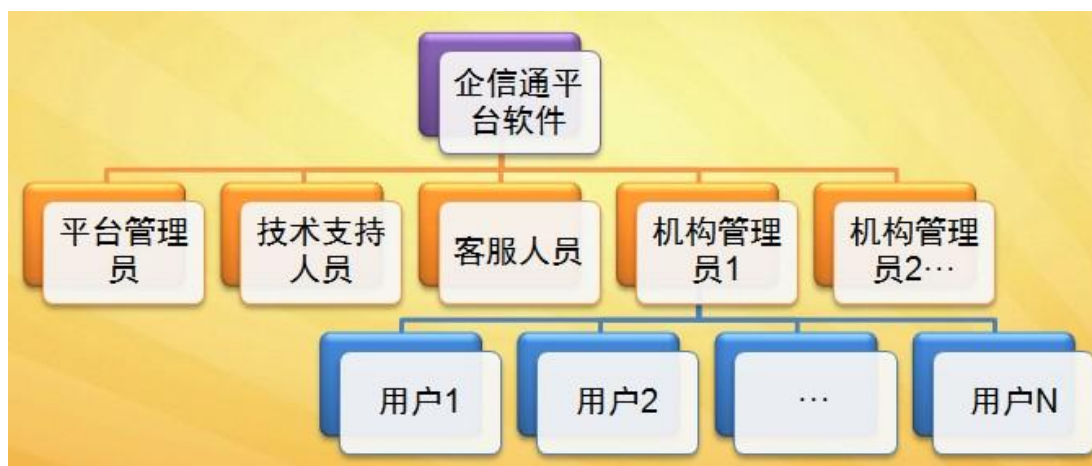 企信通平
台软件
平台管理
员
技术支持
人员
客服人员
机构管理
员1
机构管理
员2…
用户1
用户2
…
用户N